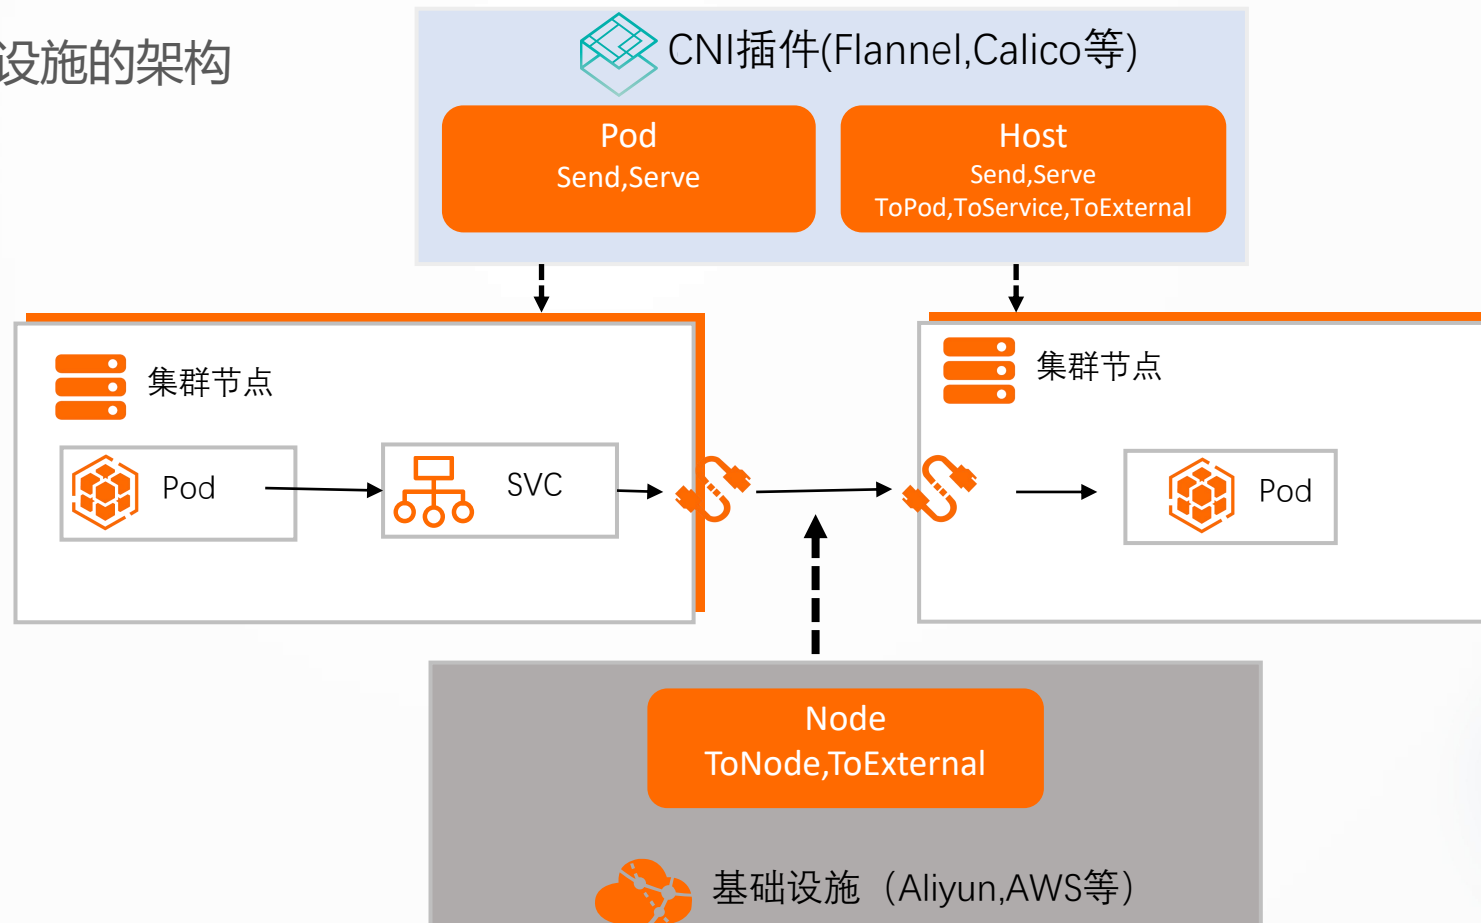 设施的架构
CNI插件(Flannel,Calico等)
Pod
Send,Serve
Host
Send,Serve
ToPod,ToService,ToExternal
集群节点
集群节点
Pod
SVC
Pod
Node
ToNode,ToExternal
基础设施（Aliyun,AWS等）